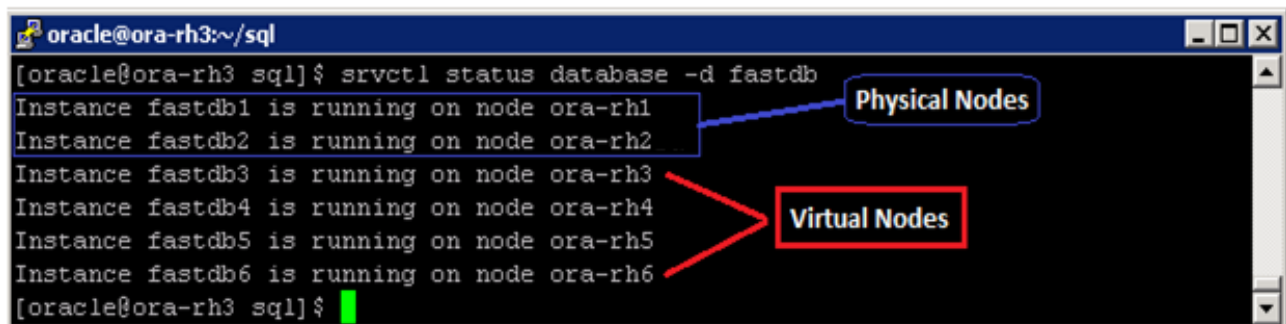 oracle@ora-rh3:~/sql
[oracle@ora-rh3 sql]$ srvctl status database -d fastdb
Instance fastdb1 is running on node ora-rh1
Physical Nodes
Instance fastdb2 is running on node ora-rh2
Instance fastdb3 is running on node ora-rh3
Instance fastdb4 is running on node ora-rh4
Virtual Nodes
Instance fastdb5 is running on node ora-rh5
Instance fastdb6 is running on node ora-rh6
[oracle@ora-rh3 sql]$